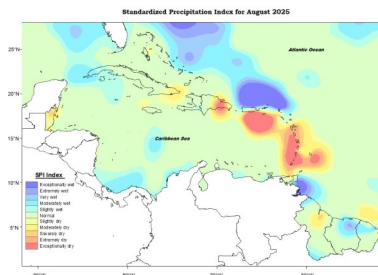 Standardized Precipitation Index for August 2025
25°N
Atlantic Ocean
20°N
15°N
Caribbean Sea
SPI Index
Exceptionally wet
Extremely wet
Very wet
Moderately wet
Slightly wet
Normal
Slightly dry
Moderately dry
Severely dry
Extremely dry
Exceptionally dry
10°N
5°N